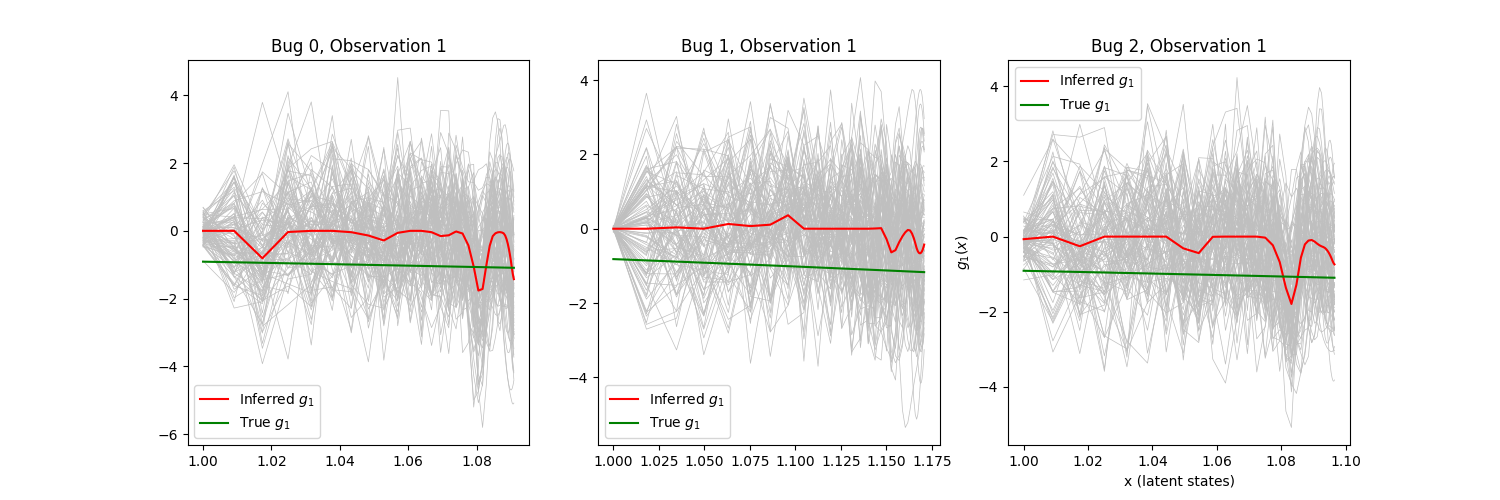 Bug 0, Observation 1
4
2
0
−2
−4
−6
Inferred g₁
True g₁
1.00 1.02 1.04 1.06 1.08
Bug 1, Observation 1
4
2
0
−2
−4
Inferred g₁
True g₁
1.000 1.025 1.050 1.075 1.100 1.125 1.150 1.175
Bug 2, Observation 1
Inferred g₁
True g₁
g₁(x)
4
2
0
−2
−4
1.00 1.02 1.04 1.06 1.08 1.10
x (latent states)